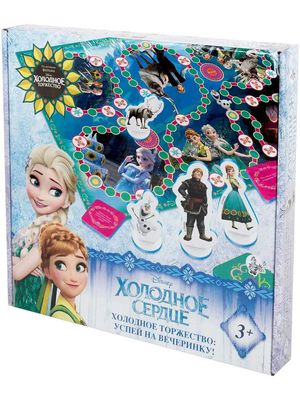 ХОЛОДНОЕ
ТОРЖЕСТВО
Disney
ХОЛОДНОЕ
СЕРДЦЕ
ХОЛОДНОЕ ТОРЖЕСТВО:
УСПЕЙ НА ВЕЧЕРИНКУ!
3+